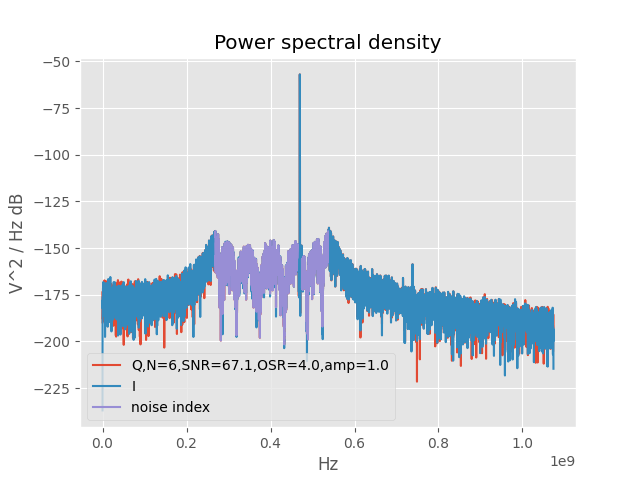 Power spectral density
−50
−75
−100
−125
−150
−175
−200
−225
V^2 / Hz dB
Q,N=6,SNR=67.1,OSR=4.0,amp=1.0
I
noise index
0.0 0.2 0.4 0.6 0.8 1.0
1e9
Hz